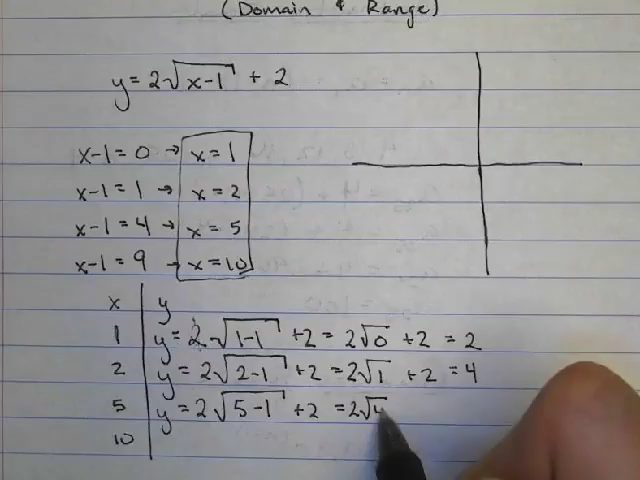 (Domain & Range)
y = 2√(x-1) + 2
x-1 = 0 → x = 1
x-1 = 1 → x = 2
x-1 = 4 → x = 5
x-1 = 9 → x = 10
x y
1 y = 2√(1-1) +2 = 2√0 +2 = 2
2 y = 2√(2-1) +2 = 2√1 +2 = 4
5 y = 2√(5-1) +2 = 2√4
10